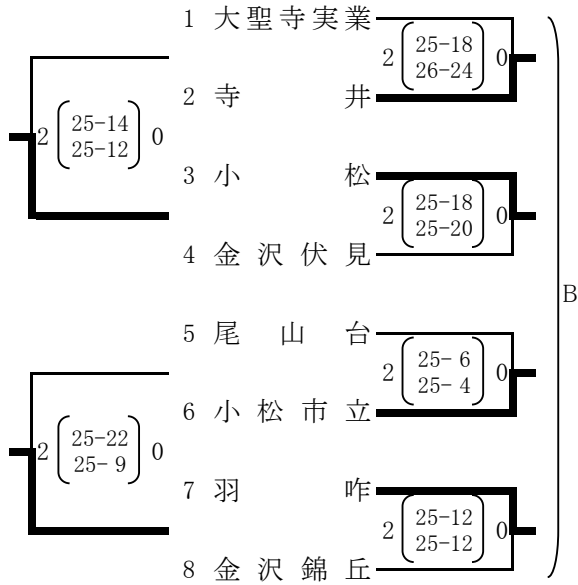 1 大聖寺実業
2 ( 25-18 26-24 ) 0
2 寺井
2 ( 25-14 25-12 ) 0
3 小松
2 ( 25-18 25-20 ) 0
4 金沢伏見
B
5 尾山台
2 ( 25- 6 25- 4 ) 0
6 小松市立
2 ( 25-22 25- 9 ) 0
7 羽咋
2 ( 25-12 25-12 ) 0
8 金沢錦丘